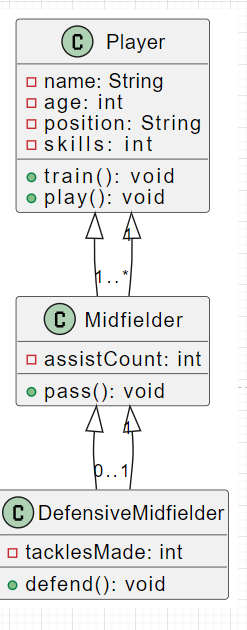 C Player
name: String
age: int
position: String
skills: int
train(): void
play(): void
1
1..*
C Midfielder
assistCount: int
pass(): void
1
0..1
C DefensiveMidfielder
tacklesMade: int
defend(): void